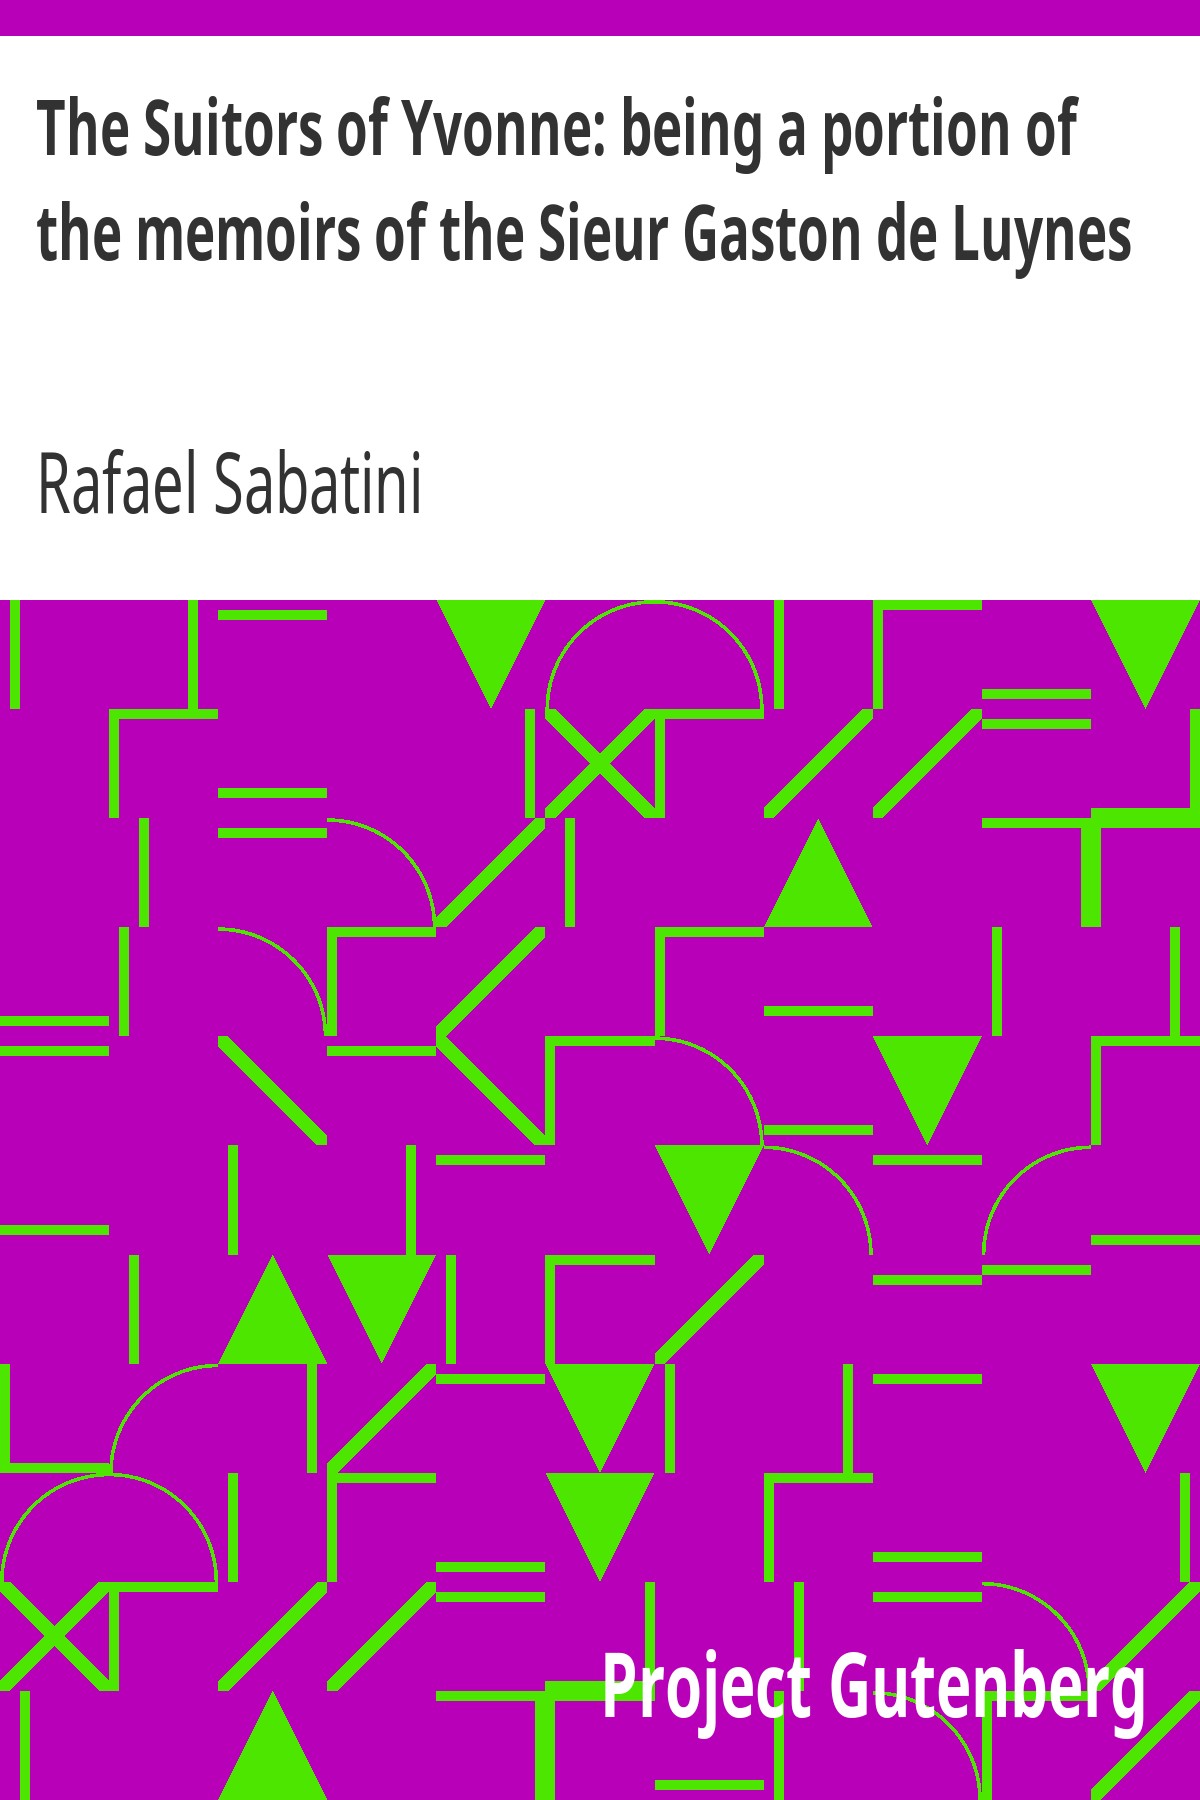 The Suitors of Yvonne: being a portion of
the memoirs of the Sieur Gaston de Luynes
Rafael Sabatini
Project Gutenberg